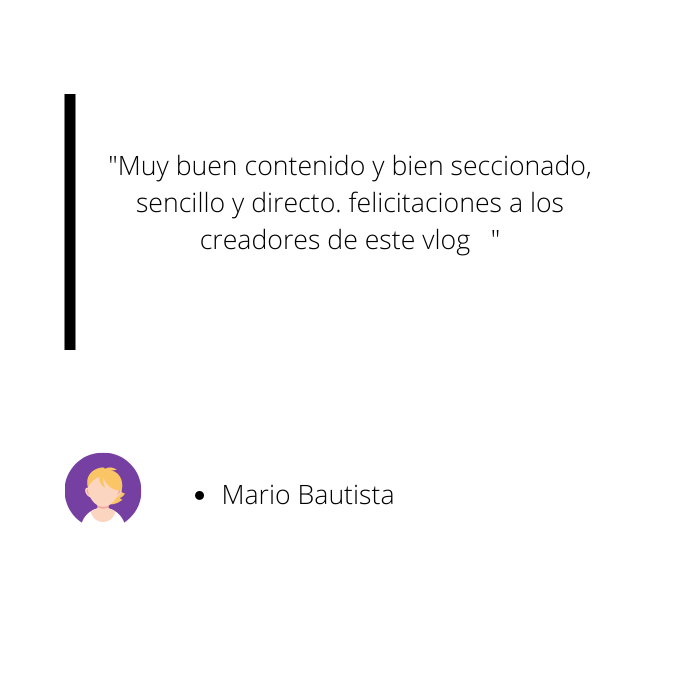 "Muy buen contenido y bien seccionado,
sencillo y directo. felicitaciones a los
creadores de este vlog "
• Mario Bautista